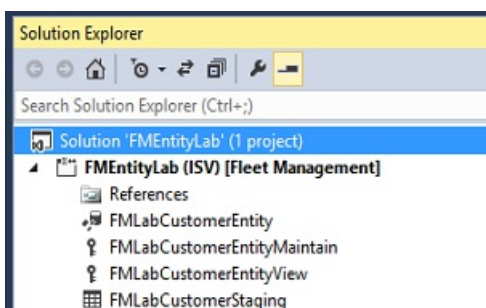 Solution Explorer
Search Solution Explorer (Ctrl+;)
Solution 'FMEntityLab' (1 project)
FMEntityLab (ISV) [Fleet Management]
References
FMLabCustomerEntity
FMLabCustomerEntityMaintain
FMLabCustomerEntityView
FMLabCustomerStaging